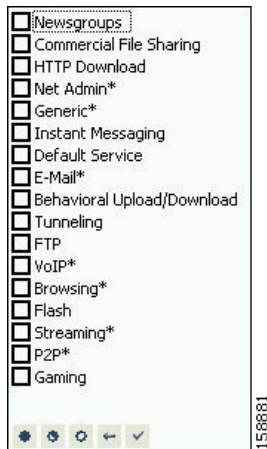 Newsgroups
Commercial File Sharing
HTTP Download
Net Admin*
Generic*
Instant Messaging
Default Service
E-Mail*
Behavioral Upload/Download
Tunneling
FTP
VoIP*
Browsing*
Flash
Streaming*
P2P*
Gaming
158881